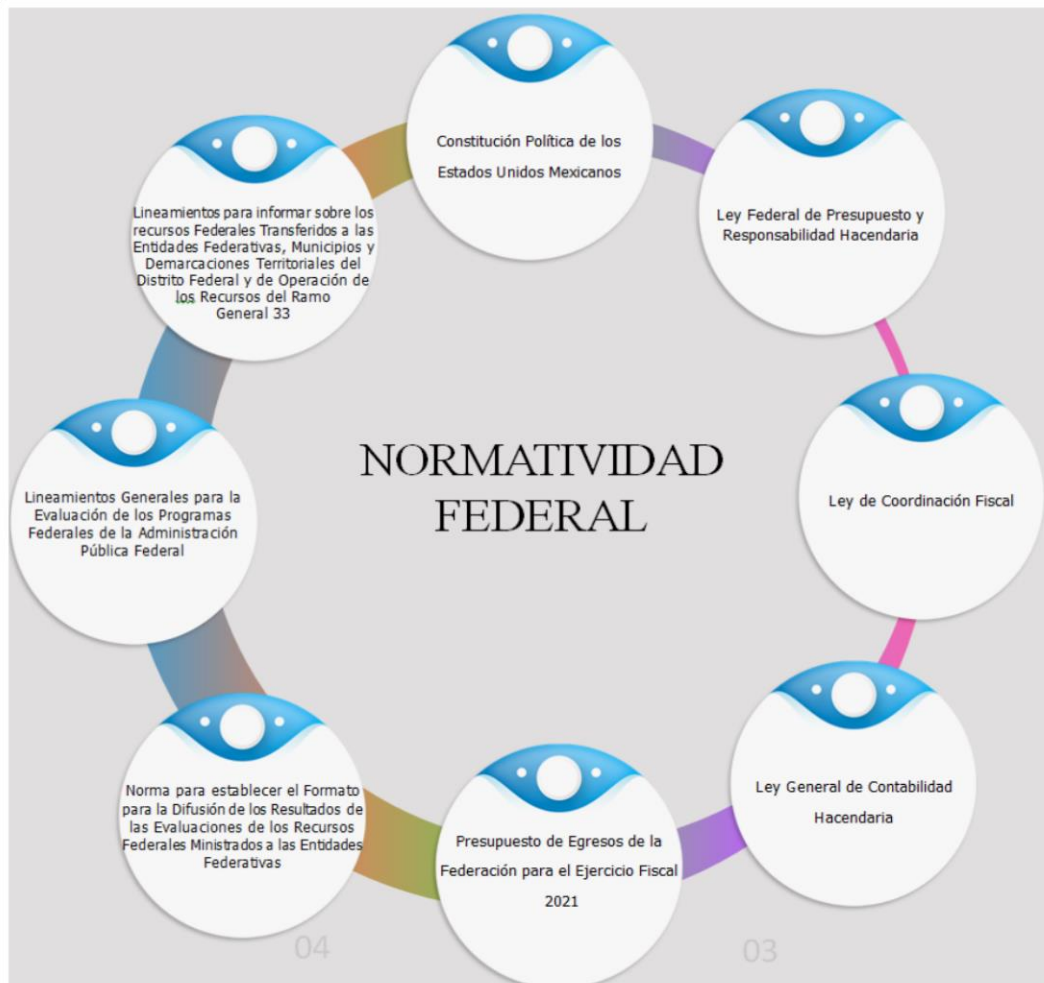 Constitución Política de los
Estados Unidos Mexicanos
Ley Federal de Presupuesto y
Responsabilidad Hacendaria
Ley de Coordinación Fiscal
Ley General de Contabilidad
Hacendaria
Presupuesto de Egresos de la
Federación para el Ejercicio Fiscal
2021
Norma para establecer el Formato
para la Difusión de los Resultados de
las Evaluaciones de los Recursos
Federales Ministrados a las Entidades
Federativas
Lineamientos Generales para la
Evaluación de los Programas
Federales de la Administración
Pública Federal
Lineamientos para informar sobre los
recursos Federales Transferidos a las
Entidades Federativas, Municipios y
Demarcaciones Territoriales del
Distrito Federal y de Operación de
los Recursos del Ramo
General 33
NORMATIVIDAD
FEDERAL
04
03